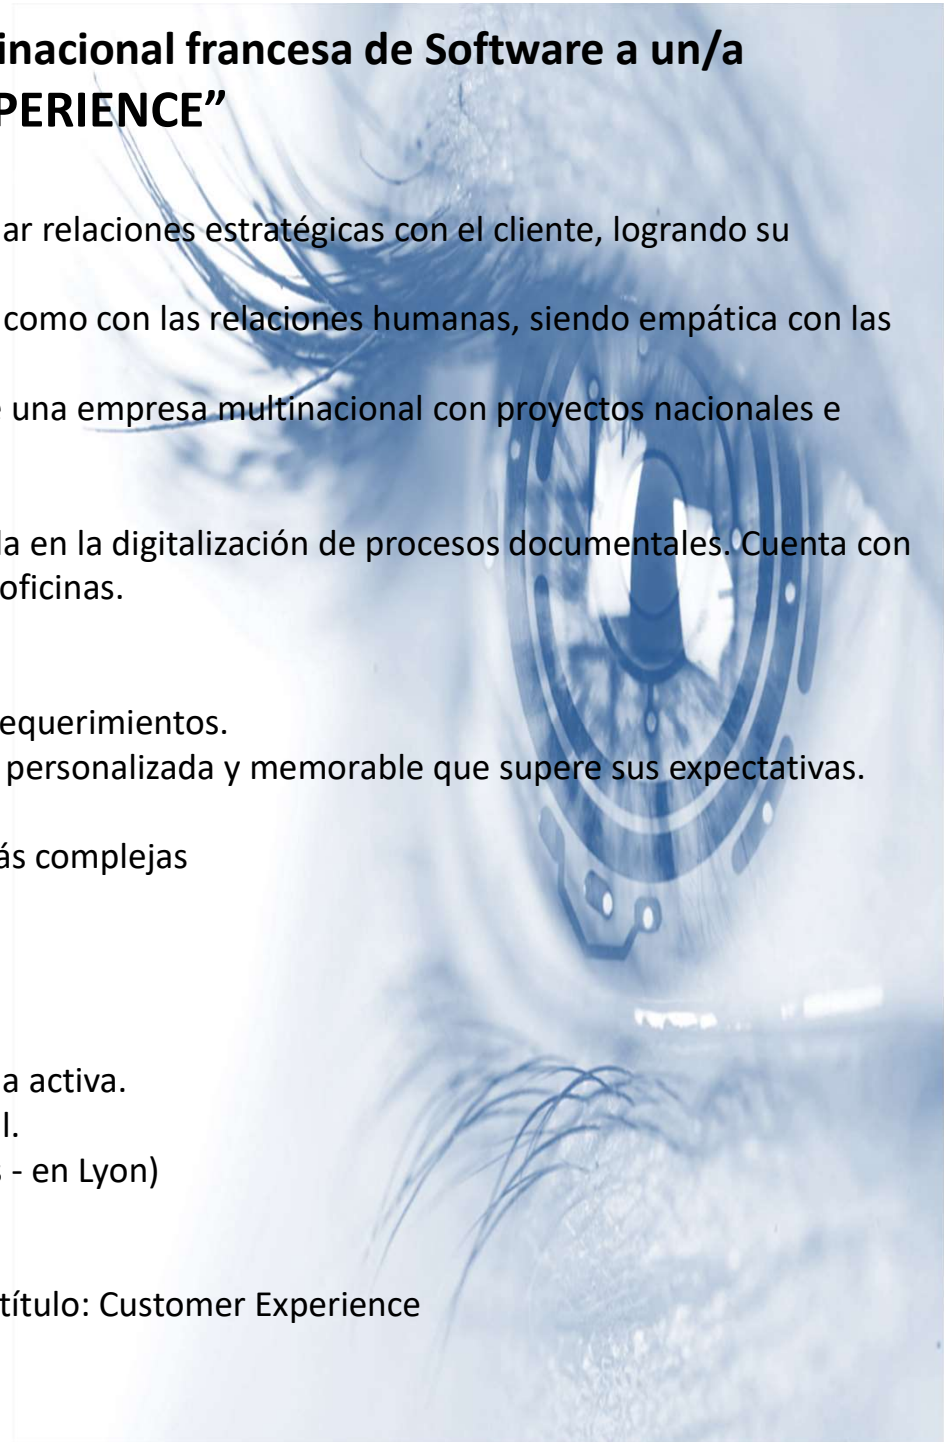 inacional francesa de Software a un/a
PERIENCE”
ar relaciones estratégicas con el cliente, logrando su
como con las relaciones humanas, siendo empática con las
una empresa multinacional con proyectos nacionales e
la en la digitalización de procesos documentales. Cuenta con
oficinas.
equerimientos.
personalizada y memorable que supere sus expectativas.
ás complejas
a activa.
l.
- en Lyon)
título: Customer Experience